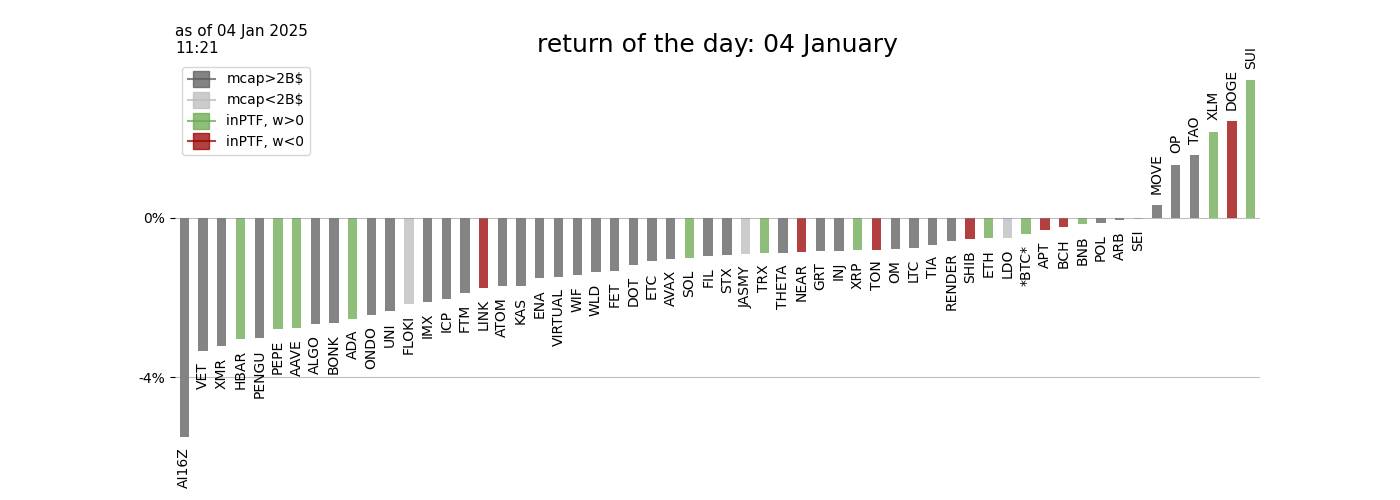 as of 04 Jan 2025
11:21
return of the day: 04 January
mcap>2B$
mcap<2B$
inPTF, w>0
inPTF, w<0
0%
-4%
AI16Z
VET
XMR
HBAR
PENGU
PEPE
AAVE
ALGO
BONK
ADA
ONDO
UNI
FLOKI
IMX
ICP
FTM
LINK
ATOM
KAS
ENA
VIRTUAL
WIF
WLD
FET
DOT
ETC
AVAX
SOL
FIL
STX
JASMY
TRX
THETA
NEAR
GRT
INJ
XRP
TON
OM
LTC
TIA
RENDER
SHIB
ETH
LDO
*BTC*
APT
BCH
BNB
POL
ARB
SEI
MOVE
OP
TAO
XLM
DOGE
SUI